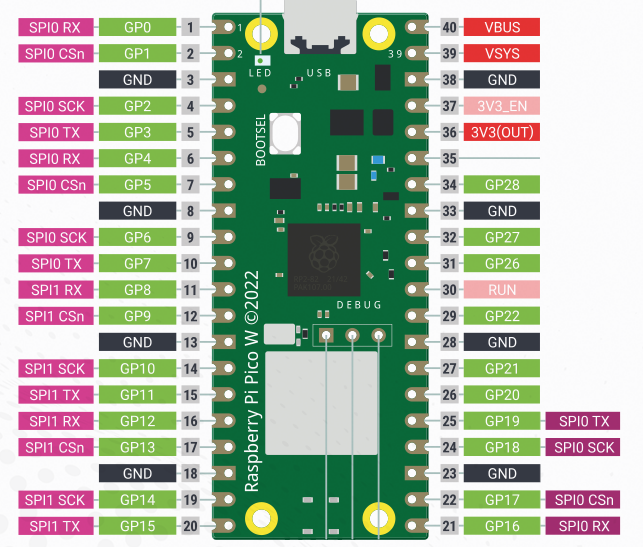 SPI0 RX GP0 1 1 40 VBUS
SPI0 CSn GP1 2 2 39 39 VSYS
GND 3 LED USB 38 GND
SPI0 SCK GP2 4 37 3V3_EN
SPI0 TX GP3 5 BOOTSEL 36 3V3(OUT)
SPI0 RX GP4 6 35
SPI0 CSn GP5 7 34 GP28
GND 8 33 GND
SPI0 SCK GP6 9 32 GP27
SPI0 TX GP7 10 31 GP26
SPI1 RX GP8 11 30 RUN
SPI1 CSn GP9 12 DEBUG 29 GP22
GND 13 28 GND
SPI1 SCK GP10 14 27 GP21
SPI1 TX GP11 15 26 GP20
SPI1 RX GP12 16 25 GP19 SPI0 TX
SPI1 CSn GP13 17 24 GP18 SPI0 SCK
GND 18 23 GND
SPI1 SCK GP14 19 22 GP17 SPI0 CSn
SPI1 TX GP15 20 21 GP16 SPI0 RX
Raspberry Pi Pico W ©2022